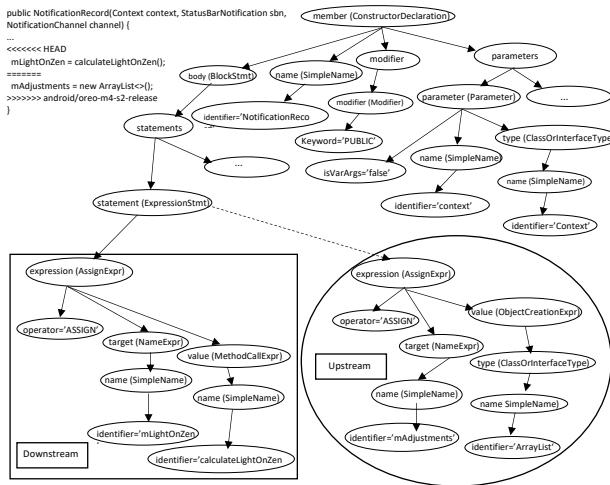 public NotificationRecord(Context context, StatusBarNotification sbn,
NotificationChannel channel) {
...
<<<<<<< HEAD
mLightOnZen = calculateLightOnZen();
=======
mAdjustments = new ArrayList<>();
>>>>>>> android/oreo-m4-s2-release
}
member (ConstructorDeclaration)
body (BlockStmt)
name (SimpleName)
modifier
parameters
identifier='NotificationReco
modifier (Modifier)
parameter (Parameter)
...
statements
...
Keyword='PUBLIC'
type (ClassOrInterfaceType)
...
isVarArgs='false'
name (SimpleName)
name (SimpleName)
statement (ExpressionStmt)
identifier='context'
identifier='Context'
expression (AssignExpr)
expression (AssignExpr)
operator='ASSIGN'
target (NameExpr)
value (MethodCallExpr)
operator='ASSIGN'
value (ObjectCreationExpr)
target (NameExpr)
name (SimpleName)
name (SimpleName)
Upstream
type (ClassOrInterfaceType)
name (SimpleName)
name SimpleName)
identifier='mLightOnZen
identifier='mAdjustments'
identifier='ArrayList'
Downstream
identifier='calculateLightOnZen